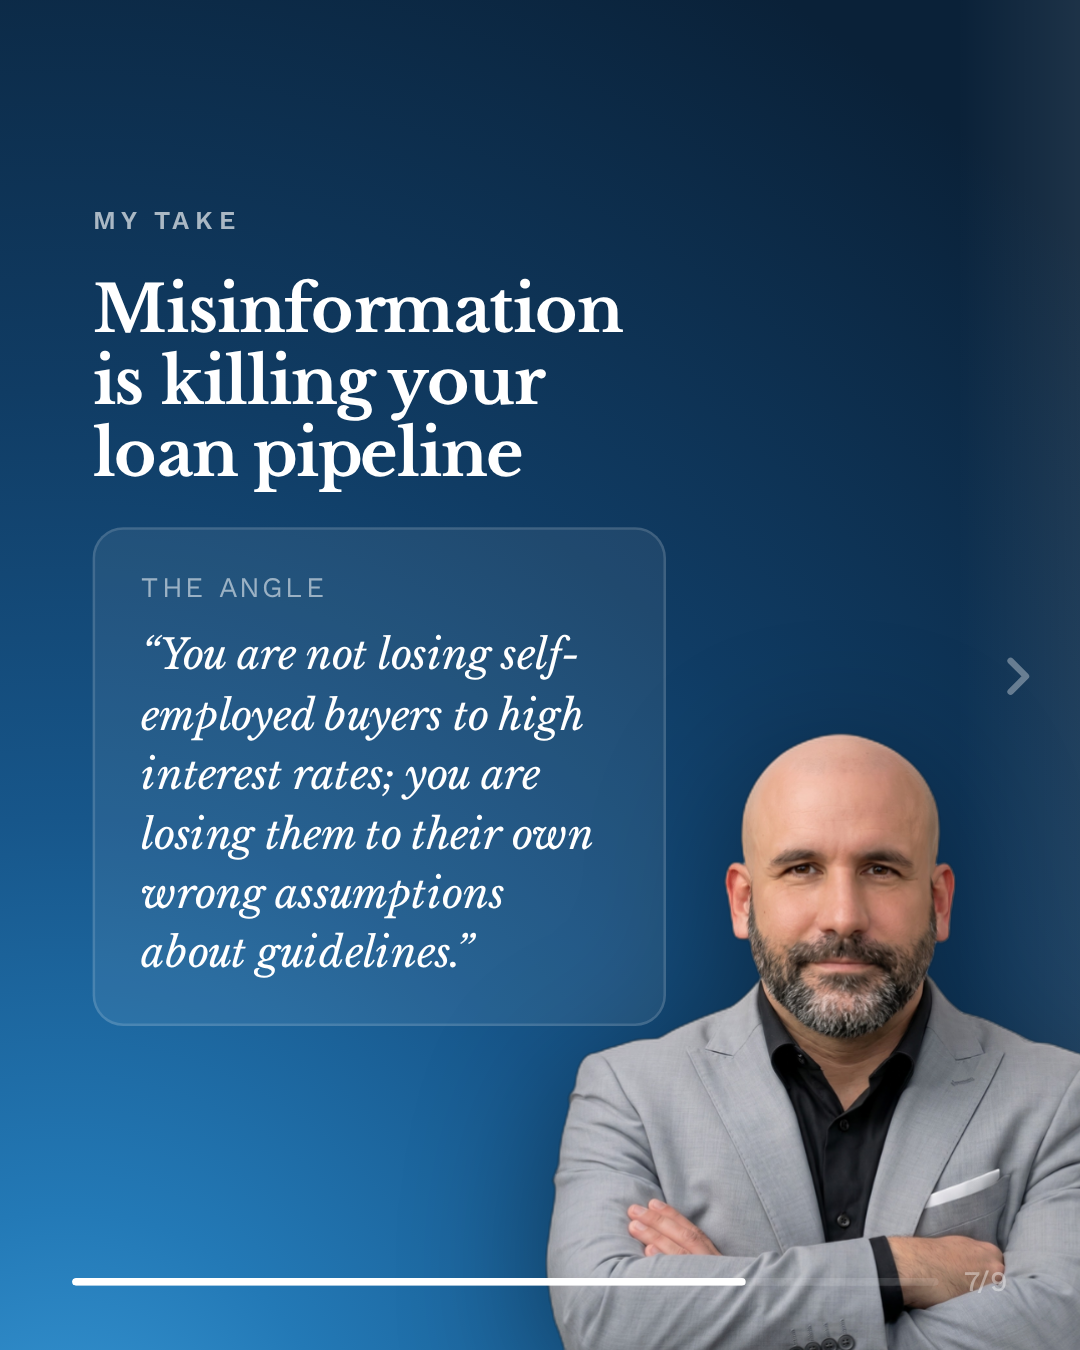 MY TAKE
Misinformation
is killing your
loan pipeline
THE ANGLE
“You are not losing self-
employed buyers to high
interest rates; you are
losing them to their own
wrong assumptions
about guidelines.”
7/9